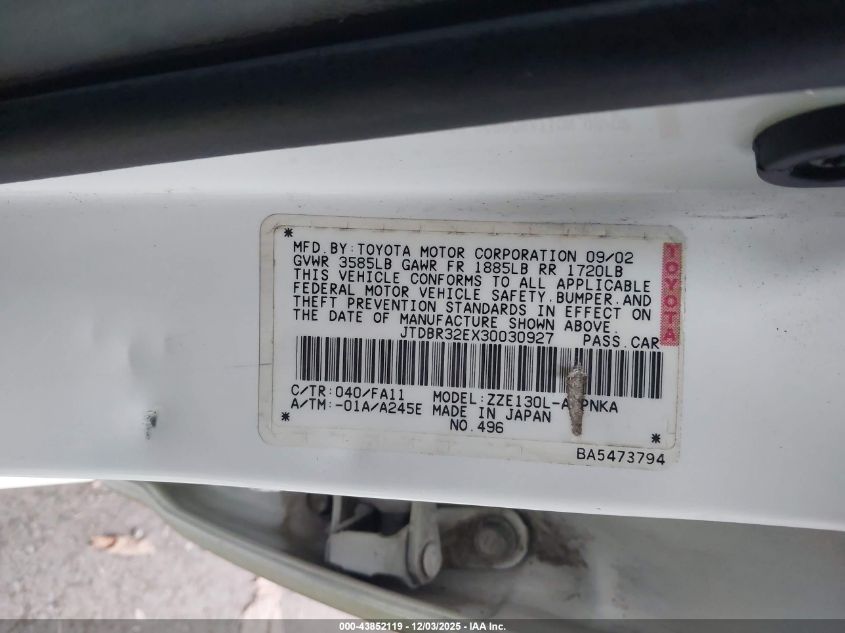 MFD.BY:TOYOTA MOTOR CORPORATION 09/02
GVWR 3585LB GAWR FR 1885LB RR 1720LB
THIS VEHICLE CONFORMS TO ALL APPLICABLE
FEDERAL MOTOR VEHICLE SAFETY,BUMPER,AND
THEFT PREVENTION STANDARDS IN EFFECT ON
THE DATE OF MANUFACTURE SHOWN ABOVE.
JTDBR32EX30030927 PASS.CAR
TOYOTA
C/TR:040/FA11 MODEL:ZZE130L-
A/TM:-01A/A245E MADE IN JAPAN
NO.496
BA5473794
000-43852119 - 12/03/2025 - IAA, Inc.